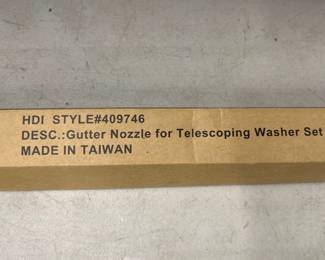 HDI STYLE#409746
DESC.:Gutter Nozzle for Telescoping Washer Set
MADE IN TAIWAN